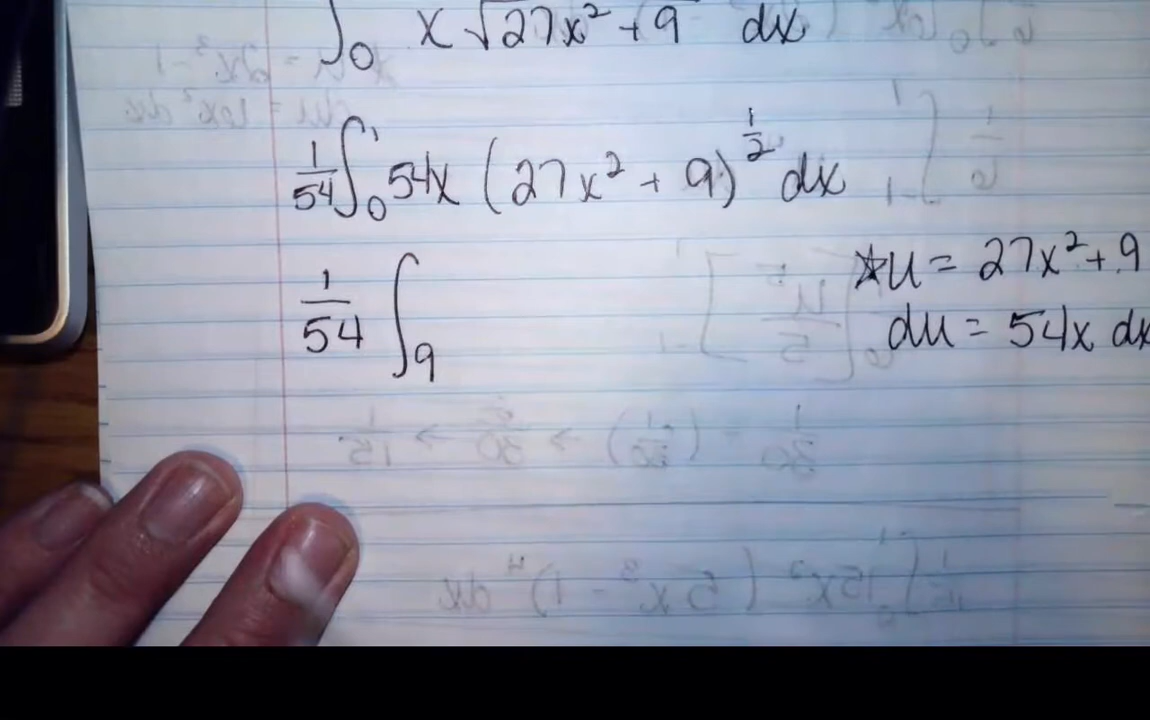 ∫₀ x √27x² + 9 dx
1/54 ∫₀¹ 54x (27x² + 9)^(1/2) dx
*u = 27x² + 9
1/54 ∫₉
du = 54x dx